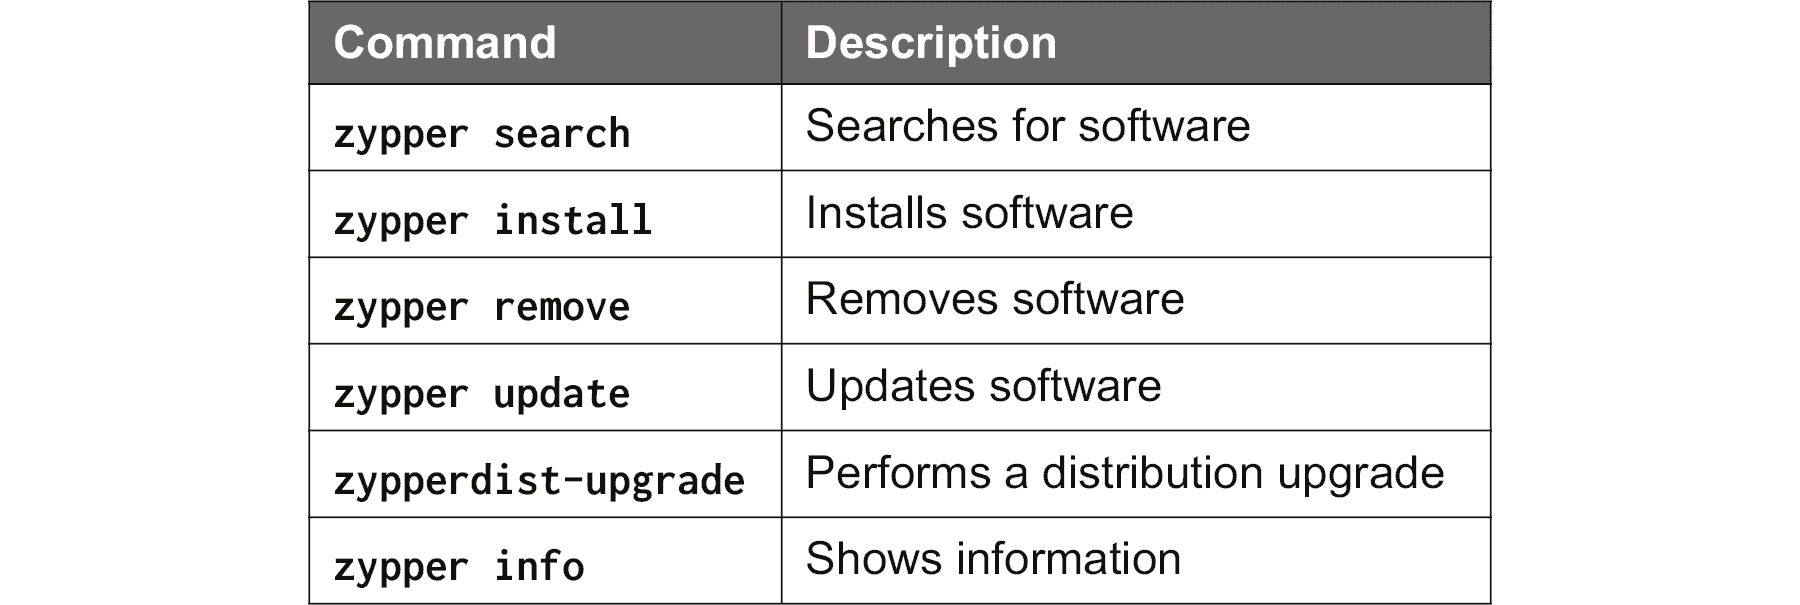 Command Description
zypper search Searches for software
zypper install Installs software
zypper remove Removes software
zypper update Updates software
zypperdist-upgrade Performs a distribution upgrade
zypper info Shows information